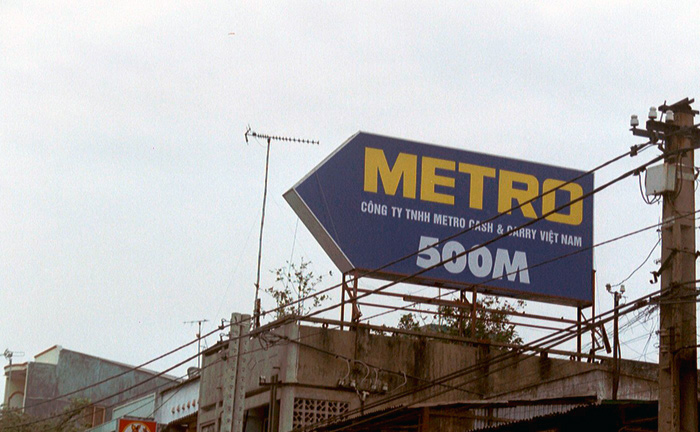 METRO
CÔNG TY TNHH METRO CASH & CARRY VIỆT NAM
500M